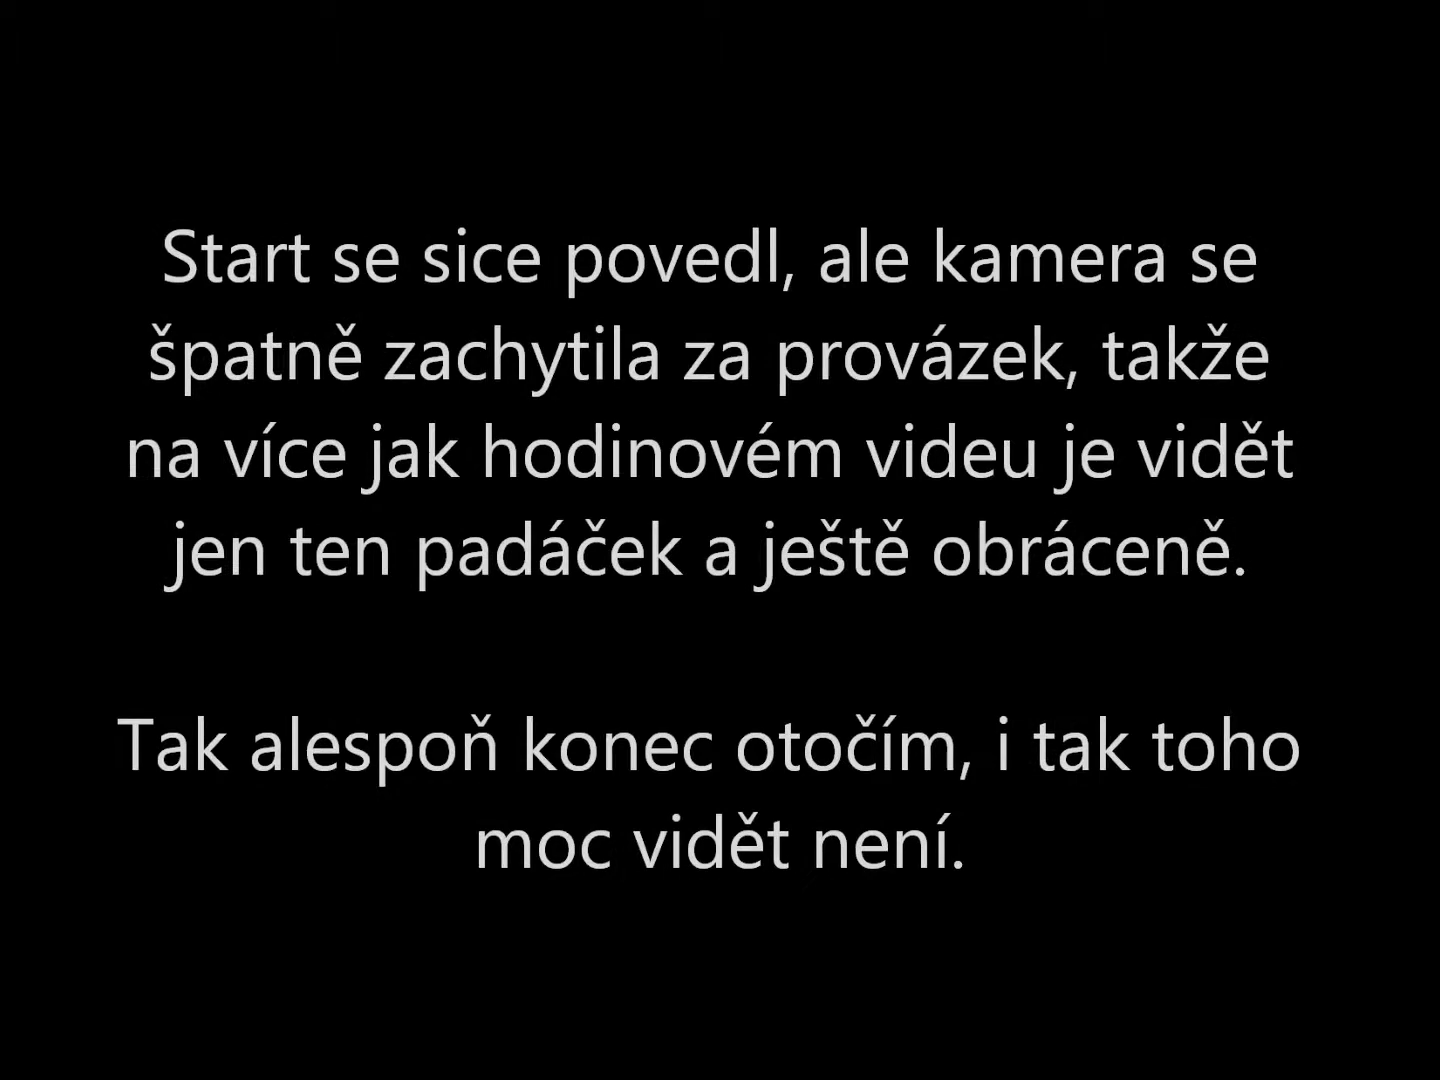 Start se sice povedl, ale kamera se
špatně zachytila za provázek, takže
na více jak hodinovém videu je vidět
jen ten padáček a ještě obráceně.
Tak alespoň konec otočím, i tak toho
moc vidět není.